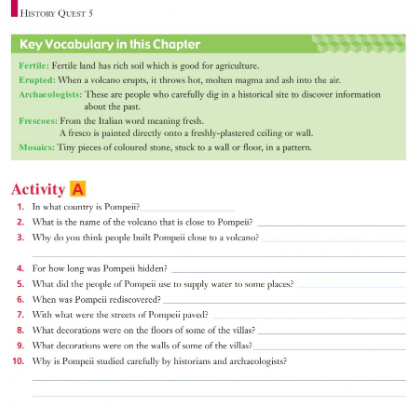 HISTORY QUEST 5
Key Vocabulary in this Chapter
Fertile: Fertile land has rich soil which is good for agriculture.
Erupted: When a volcano erupts, it throws hot, molten magma and ash into the air.
Archaeologists: These are people who carefully dig in a historical site to discover information
about the past.
Frescoes: From the Italian word meaning fresh.
A fresco is painted directly onto a freshly-plastered ceiling or wall.
Mosaics: Tiny pieces of coloured stone, stuck to a wall or floor, in a pattern.
Activity A
1. In what country is Pompeii?
2. What is the name of the volcano that is close to Pompeii?
3. Why do you think people built Pompeii close to a volcano?
4. For how long was Pompeii hidden?
5. What did the people of Pompeii use to supply water to some places?
6. When was Pompeii rediscovered?
7. With what were the streets of Pompeii paved?
8. What decorations were on the floors of some of the villas?
9. What decorations were on the walls of some of the villas?
10. Why is Pompeii studied carefully by historians and archaeologists?